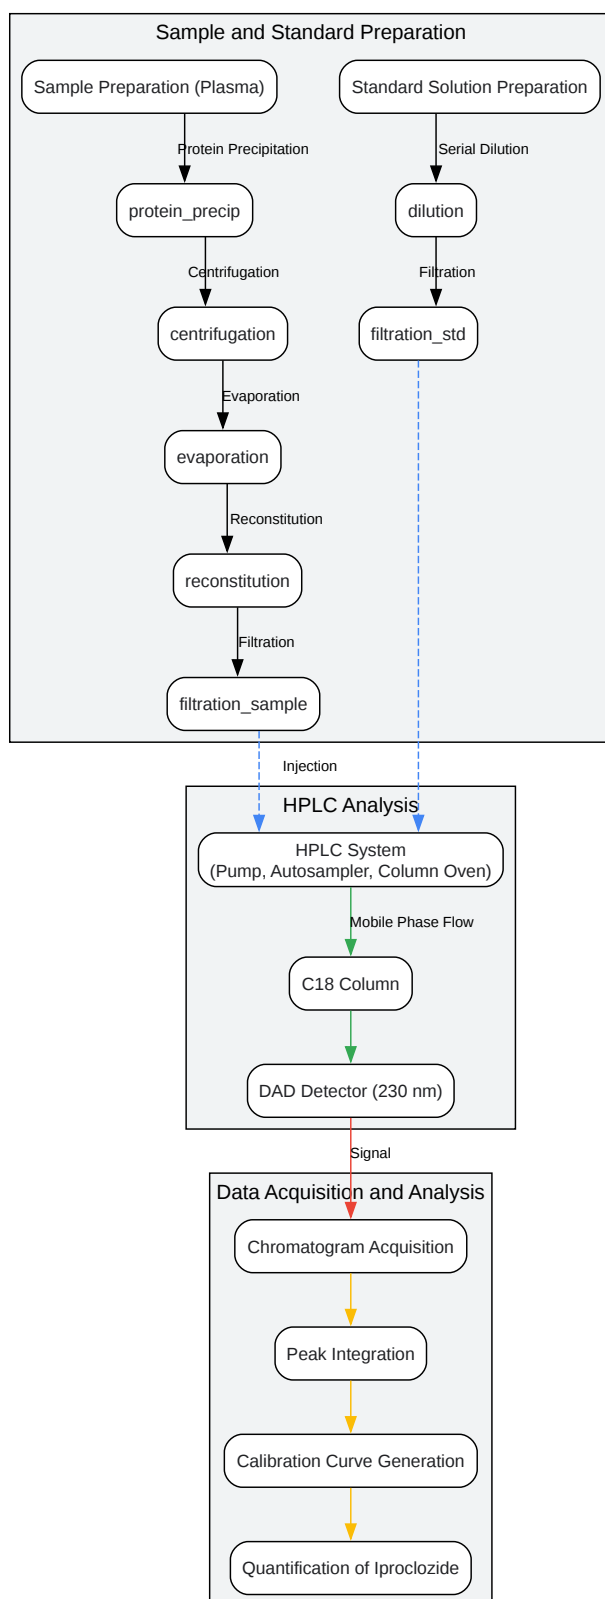 Sample and Standard Preparation
Sample Preparation (Plasma)
Standard Solution Preparation
Protein Precipitation
Serial Dilution
protein_precip
dilution
Centrifugation
Filtration
centrifugation
filtration_std
Evaporation
evaporation
Reconstitution
reconstitution
Filtration
filtration_sample
Injection
HPLC Analysis
HPLC System
(Pump, Autosampler, Column Oven)
Mobile Phase Flow
C18 Column
DAD Detector (230 nm)
Signal
Data Acquisition and Analysis
Chromatogram Acquisition
Peak Integration
Calibration Curve Generation
Quantification of Iproclozide